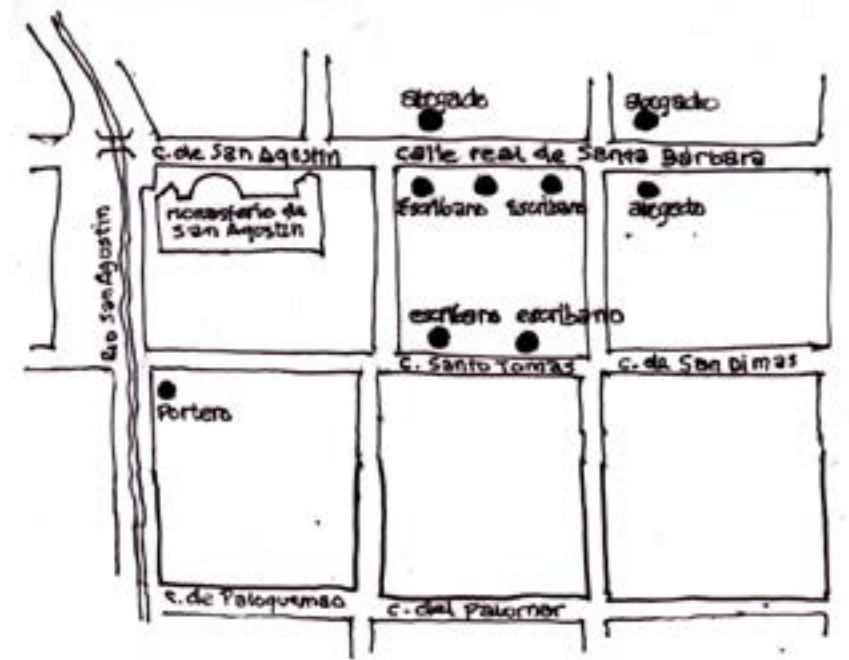 abogado
abogado
c. de San Agustin
calle real de Santa Bárbara
Escribano
Escribano
abogado
monasterio de
San Agustin
Rio San Agustin
escribano
escribano
c. Santo Tomas
c. de San Dimas
Portero
c. de Paloquemao
c. del Palomar